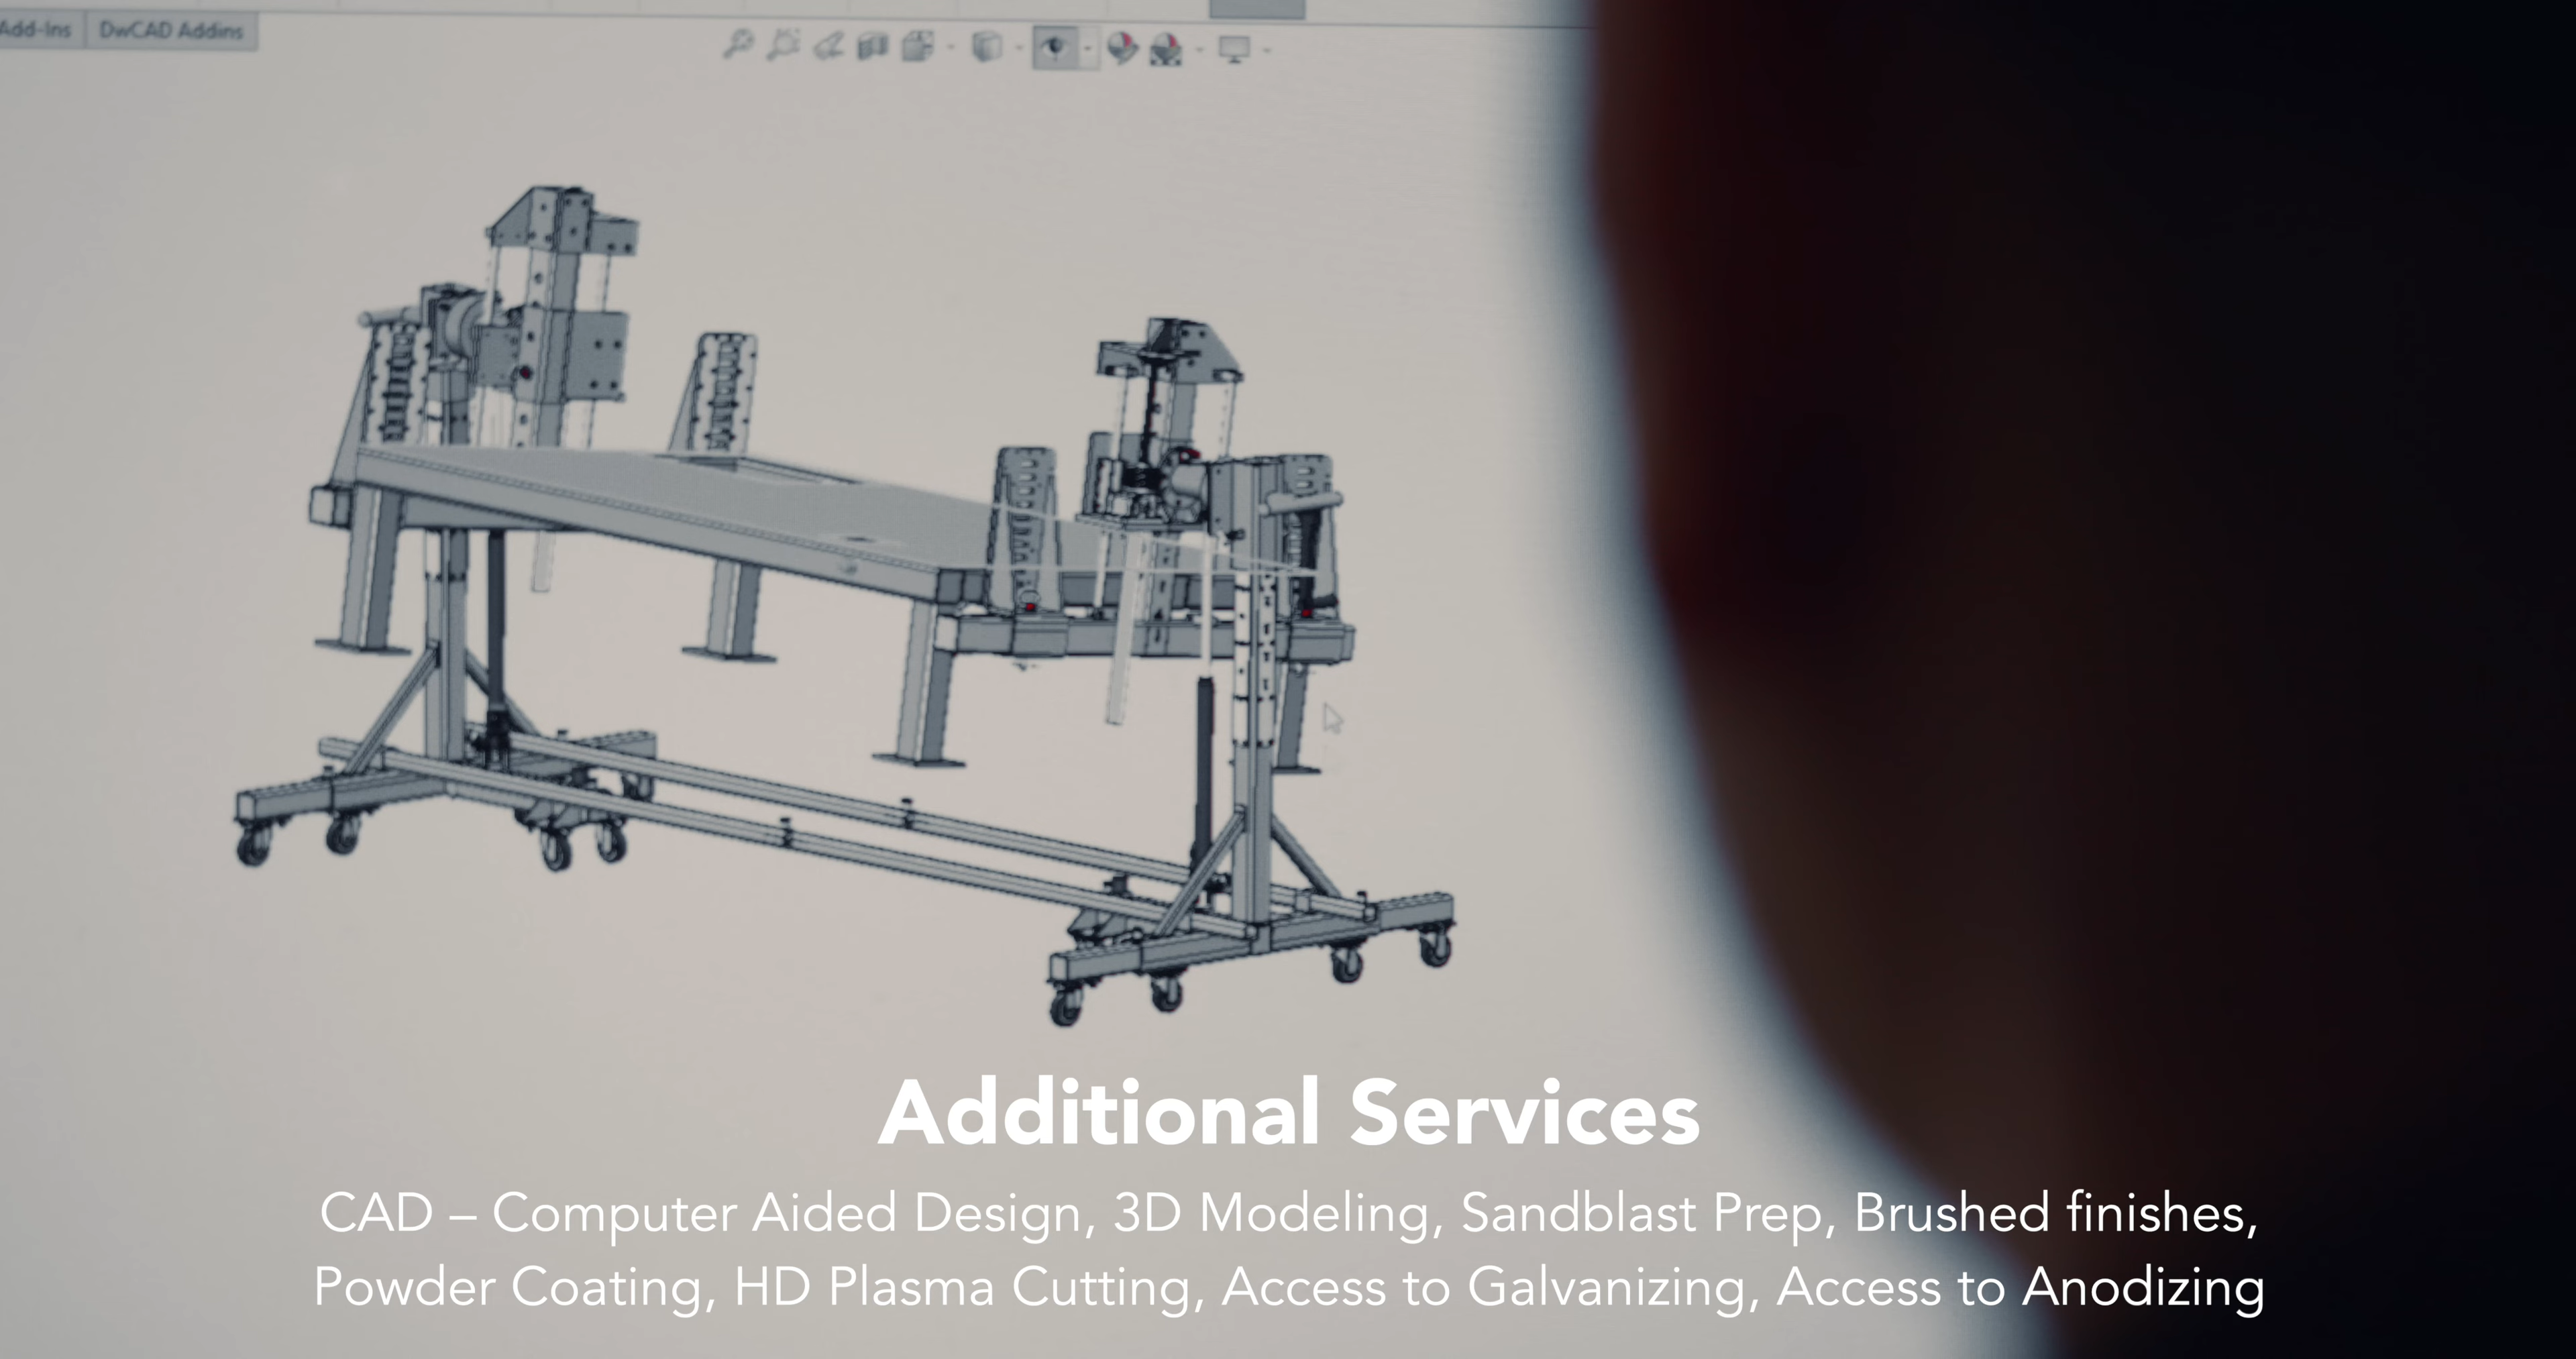 Add-Ins DwCAD Addins
Additional Services
CAD – Computer Aided Design, 3D Modeling, Sandblast Prep, Brushed finishes,
Powder Coating, HD Plasma Cutting, Access to Galvanizing, Access to Anodizing